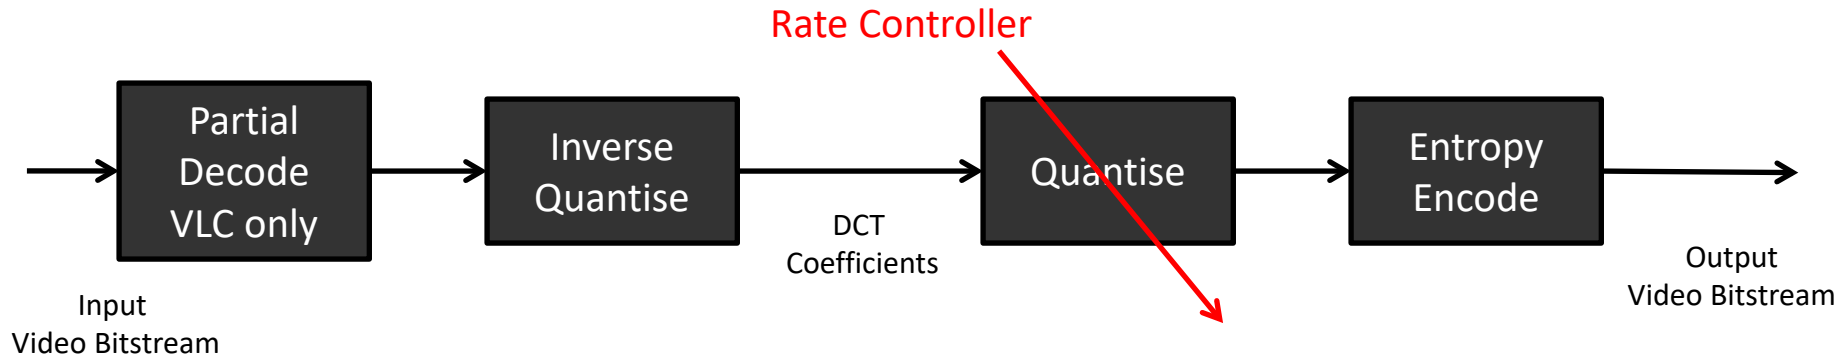 Rate Controller
Partial
Decode
VLC only
Inverse
Quantise
Quantise
Entropy
Encode
DCT
Coefficients
Input
Video Bitstream
Output
Video Bitstream